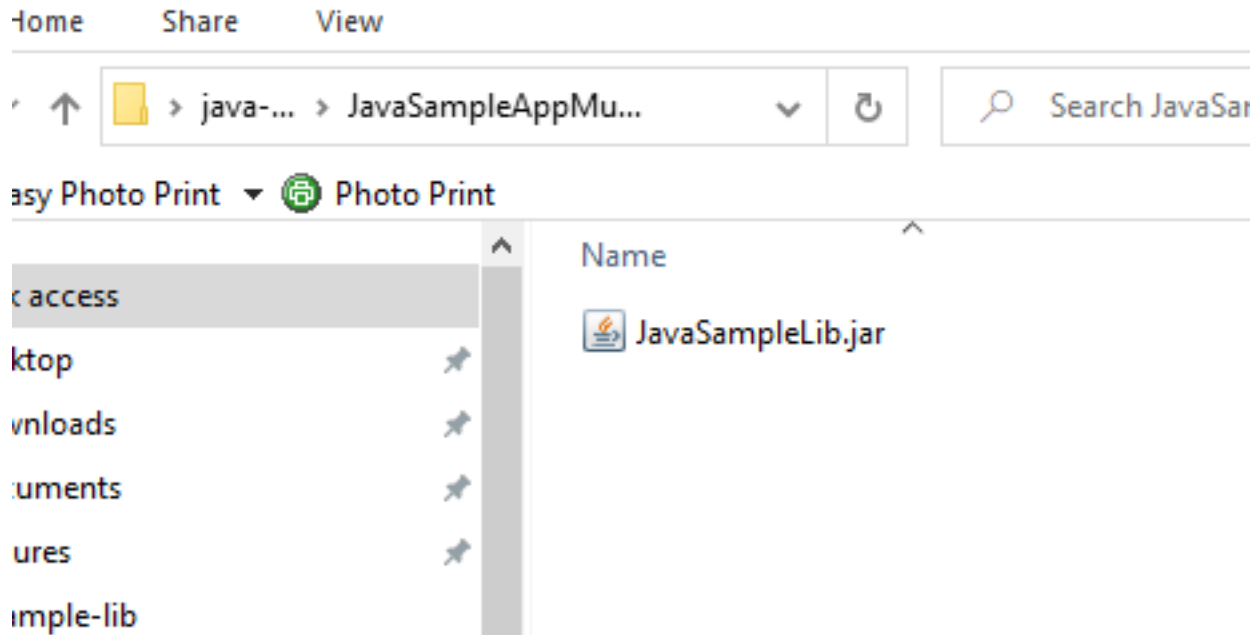 Home Share View
java-... JavaSampleAppMu... Search JavaSar
asy Photo Print Photo Print
Name
k access
JavaSampleLib.jar
ktop
wnloads
cuments
ures
ample-lib